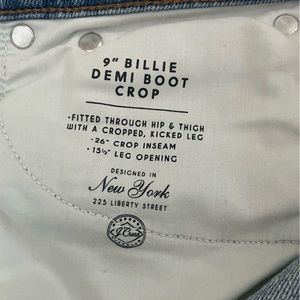 9" BILLIE
DEMI BOOT
CROP
•FITTED THROUGH HIP & THIGH
WITH A CROPPED, KICKED LEG
•26" CROP INSEAM
•15½" LEG OPENING
DESIGNED IN
New York
225 LIBERTY STREET
J.Crew